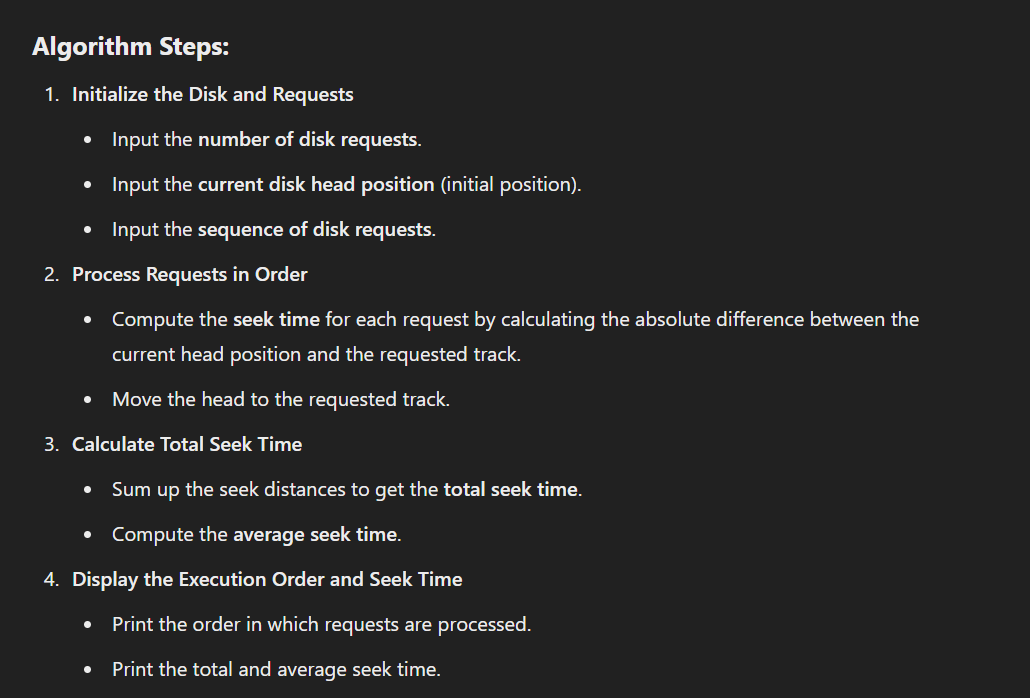 Algorithm Steps:
1. Initialize the Disk and Requests
• Input the number of disk requests.
• Input the current disk head position (initial position).
• Input the sequence of disk requests.
2. Process Requests in Order
• Compute the seek time for each request by calculating the absolute difference between the
current head position and the requested track.
• Move the head to the requested track.
3. Calculate Total Seek Time
• Sum up the seek distances to get the total seek time.
• Compute the average seek time.
4. Display the Execution Order and Seek Time
• Print the order in which requests are processed.
• Print the total and average seek time.